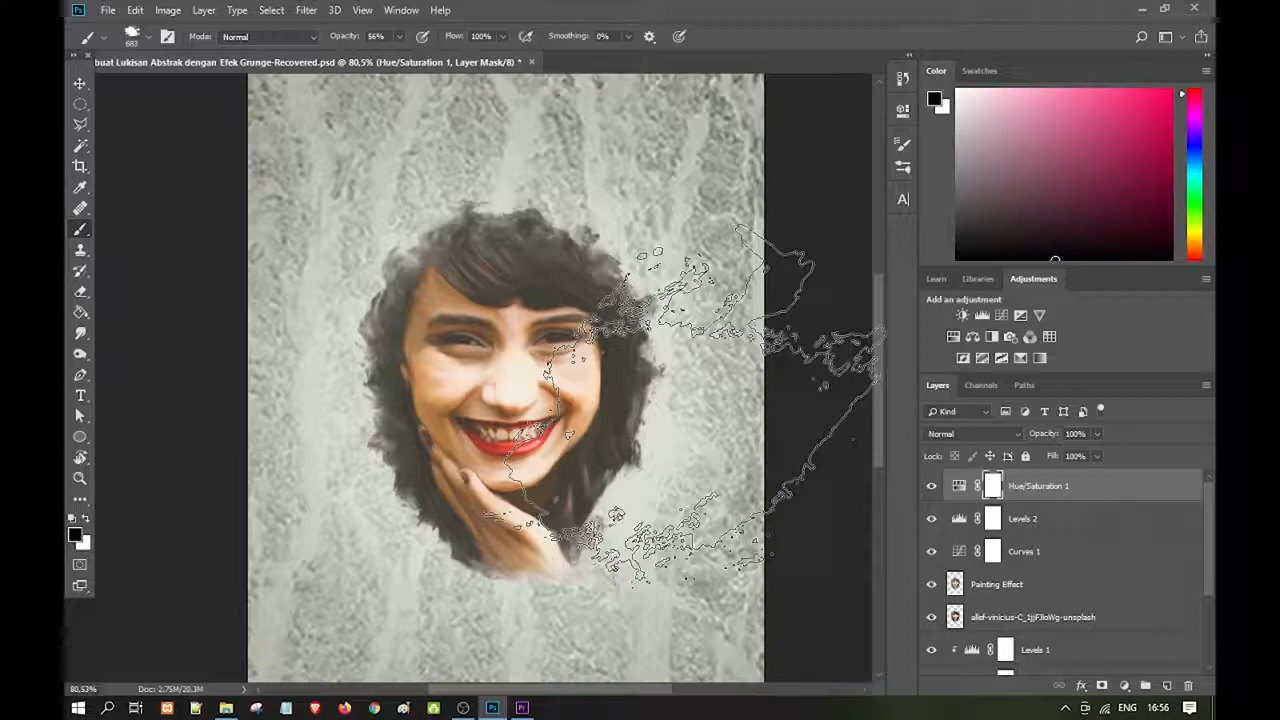 Ps File Edit Image Layer Type Select Filter 3D View Window Help
683 Mode: Normal Opacity: 56% Flow: 100% Smoothing: 0%
buat Lukisan Abstrak dengan Efek Grunge-Recovered.psd @ 80,5% (Hue/Saturation 1, Layer Mask/8) *
Color Swatches
Learn Libraries Adjustments
Add an adjustment
Layers Channels Paths
Kind
Normal Opacity: 100%
Lock: Fill: 100%
Hue/Saturation 1
Levels 2
Curves 1
Painting Effect
allef-vinicius-C_1jjFJioWg-unsplash
Levels 1
80,53% Doc: 2,75M/20,3M
ENG 16:56